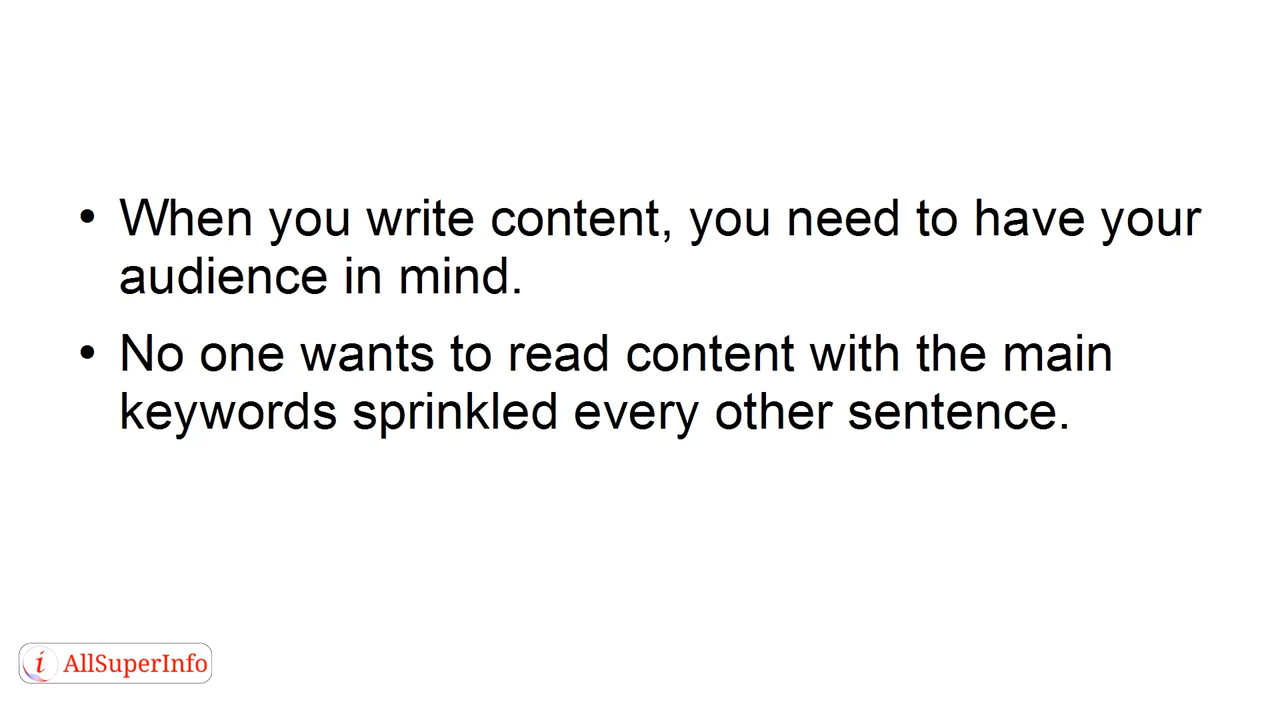 • When you write content, you need to have your
audience in mind.
• No one wants to read content with the main
keywords sprinkled every other sentence.
i AllSuperInfo